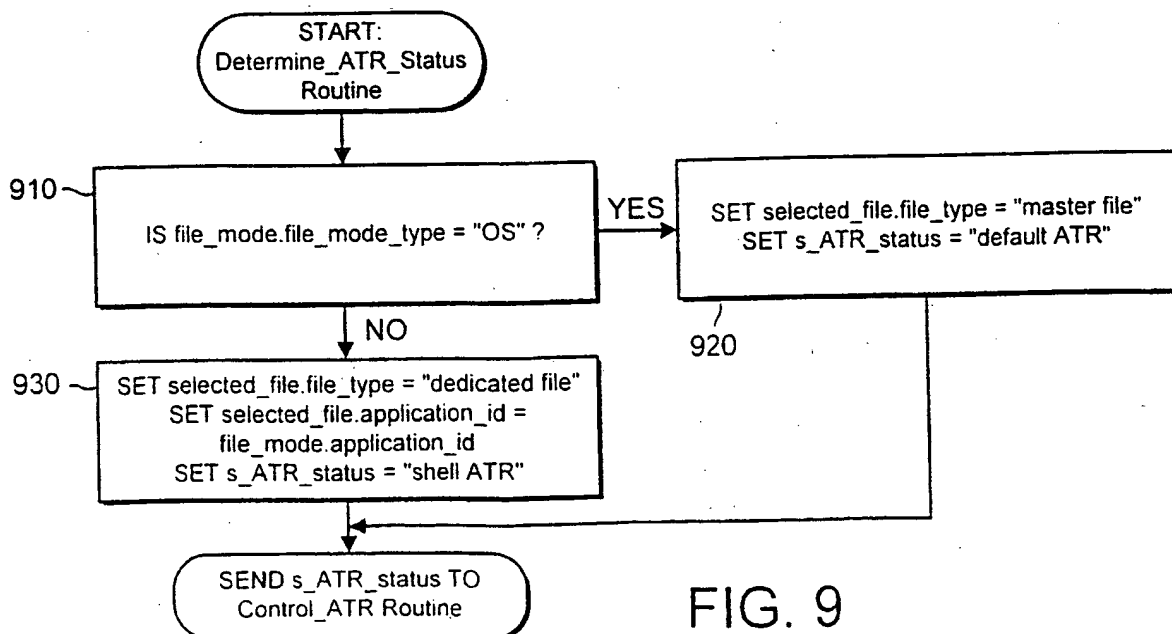 START:
Determine_ATR_Status
Routine
910
IS file_mode.file_mode_type = "OS" ?
YES
SET selected_file.file_type = "master file"
SET s_ATR_status = "default ATR"
920
NO
930
SET selected_file.file_type = "dedicated file"
SET selected_file.application_id =
file_mode.application_id
SET s_ATR_status = "shell ATR"
SEND s_ATR_status TO
Control_ATR Routine
FIG. 9